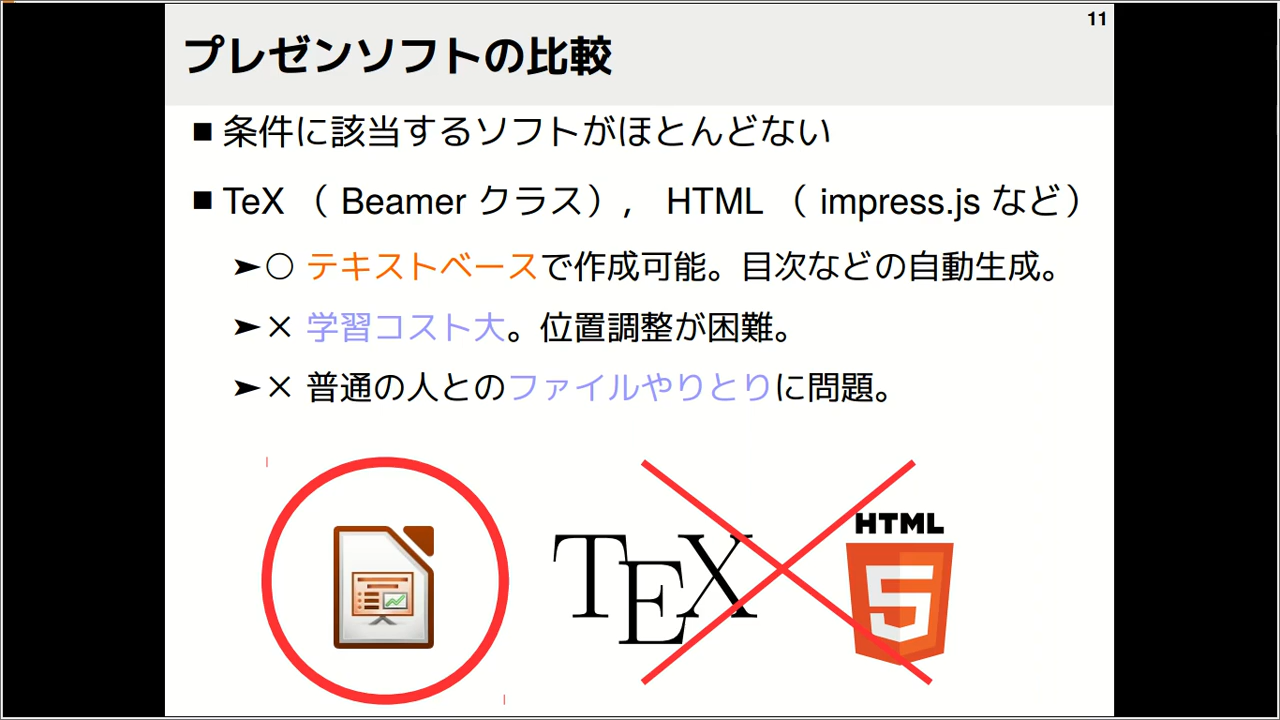 11
プレゼンソフトの比較
■ 条件に該当するソフトがほとんどない
■ TeX （ Beamer クラス）, HTML （ impress.js など）
➤○ テキストベースで作成可能。目次などの自動生成。
➤× 学習コスト大。位置調整が困難。
➤× 普通の人とのファイルやりとりに問題。
TEX
HTML
5